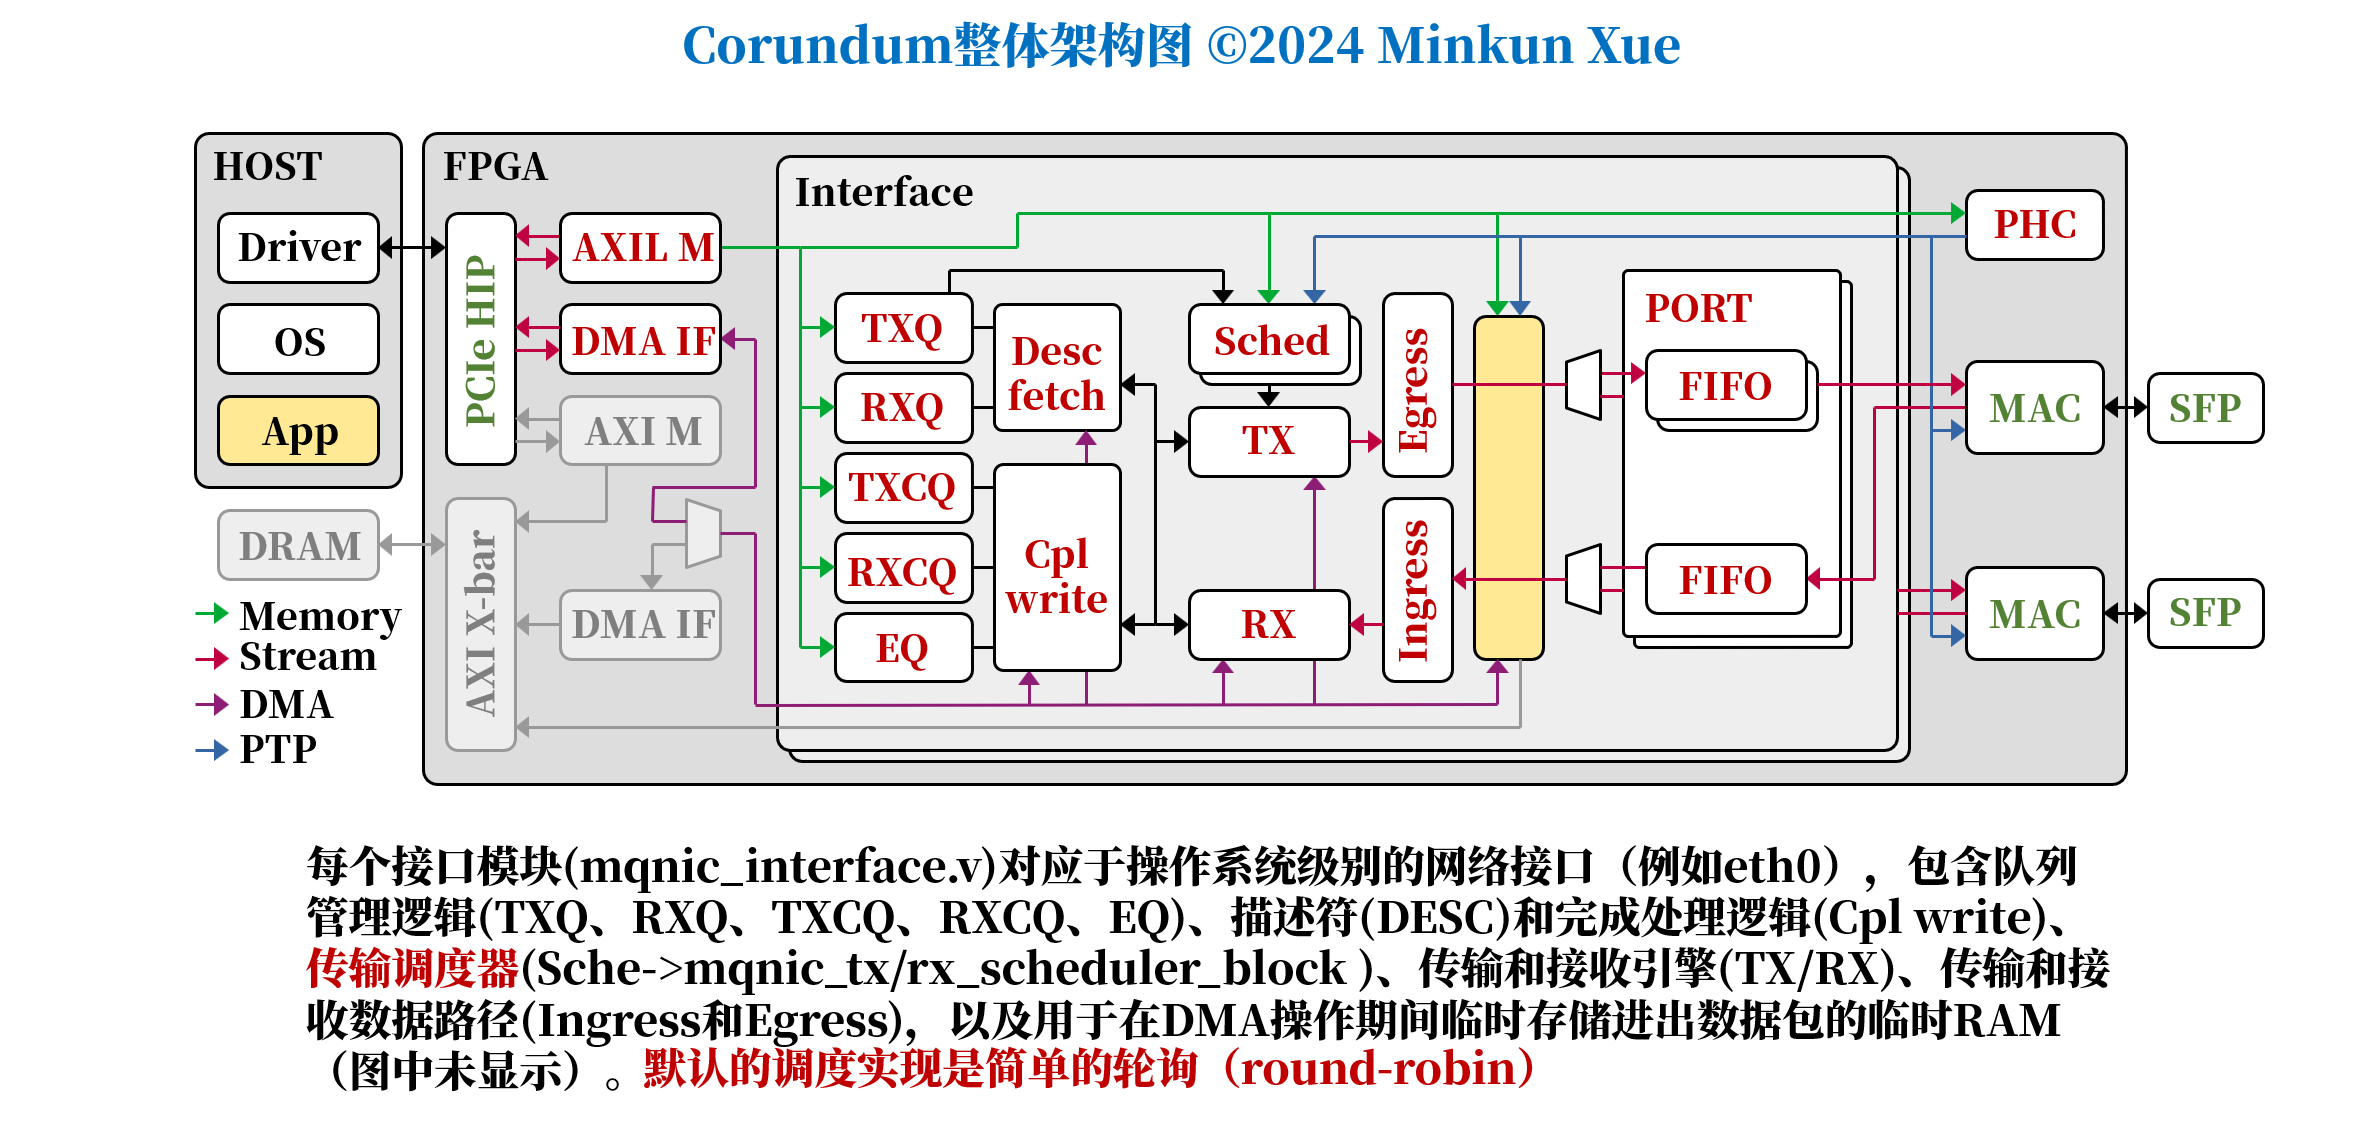 Corundum整体架构图 ©2024 Minkun Xue
HOST
Driver
OS
App
DRAM
Memory
Stream
DMA
PTP
FPGA
PCIe HIP
AXIL M
DMA IF
AXI M
AXI X-bar
DMA IF
Interface
TXQ
RXQ
TXCQ
RXCQ
EQ
Desc
fetch
Cpl
write
Sched
TX
RX
Egress
Ingress
PORT
FIFO
FIFO
PHC
MAC
MAC
SFP
SFP
每个接口模块(mqnic_interface.v)对应于操作系统级别的网络接口（例如eth0），包含队列
管理逻辑(TXQ、RXQ、TXCQ、RXCQ、EQ)、描述符(DESC)和完成处理逻辑(Cpl write)、
传输调度器(Sche->mqnic_tx/rx_scheduler_block )、传输和接收引擎(TX/RX)、传输和接
收数据路径(Ingress和Egress)，以及用于在DMA操作期间临时存储进出数据包的临时RAM
（图中未显示）。默认的调度实现是简单的轮询（round-robin）